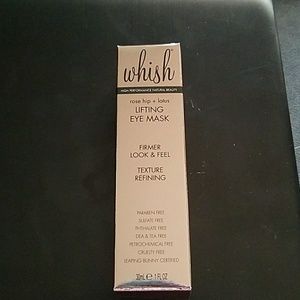 whish
HIGH PERFORMANCE NATURAL BEAUTY
rose hip + lotus
LIFTING
EYE MASK
FIRMER
LOOK & FEEL
TEXTURE
REFINING
PARABEN FREE
SULFATE FREE
PHTHALATE FREE
DEA & TEA FREE
PETROCHEMICAL FREE
CRUELTY FREE
LEAPING BUNNY CERTIFIED
30ml ℮ 1 FL OZ